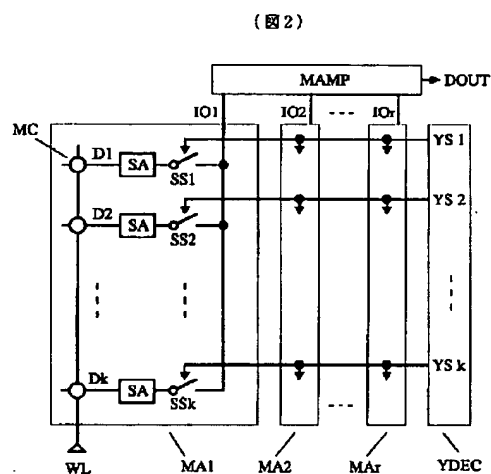 (図2)
MAMP
DOUT
IO1
IO2
IOr
MC
D1
SA
SS1
YS 1
D2
SA
SS2
YS 2
Dk
SA
SSk
YS k
WL
MA1
MA2
MAr
YDEC